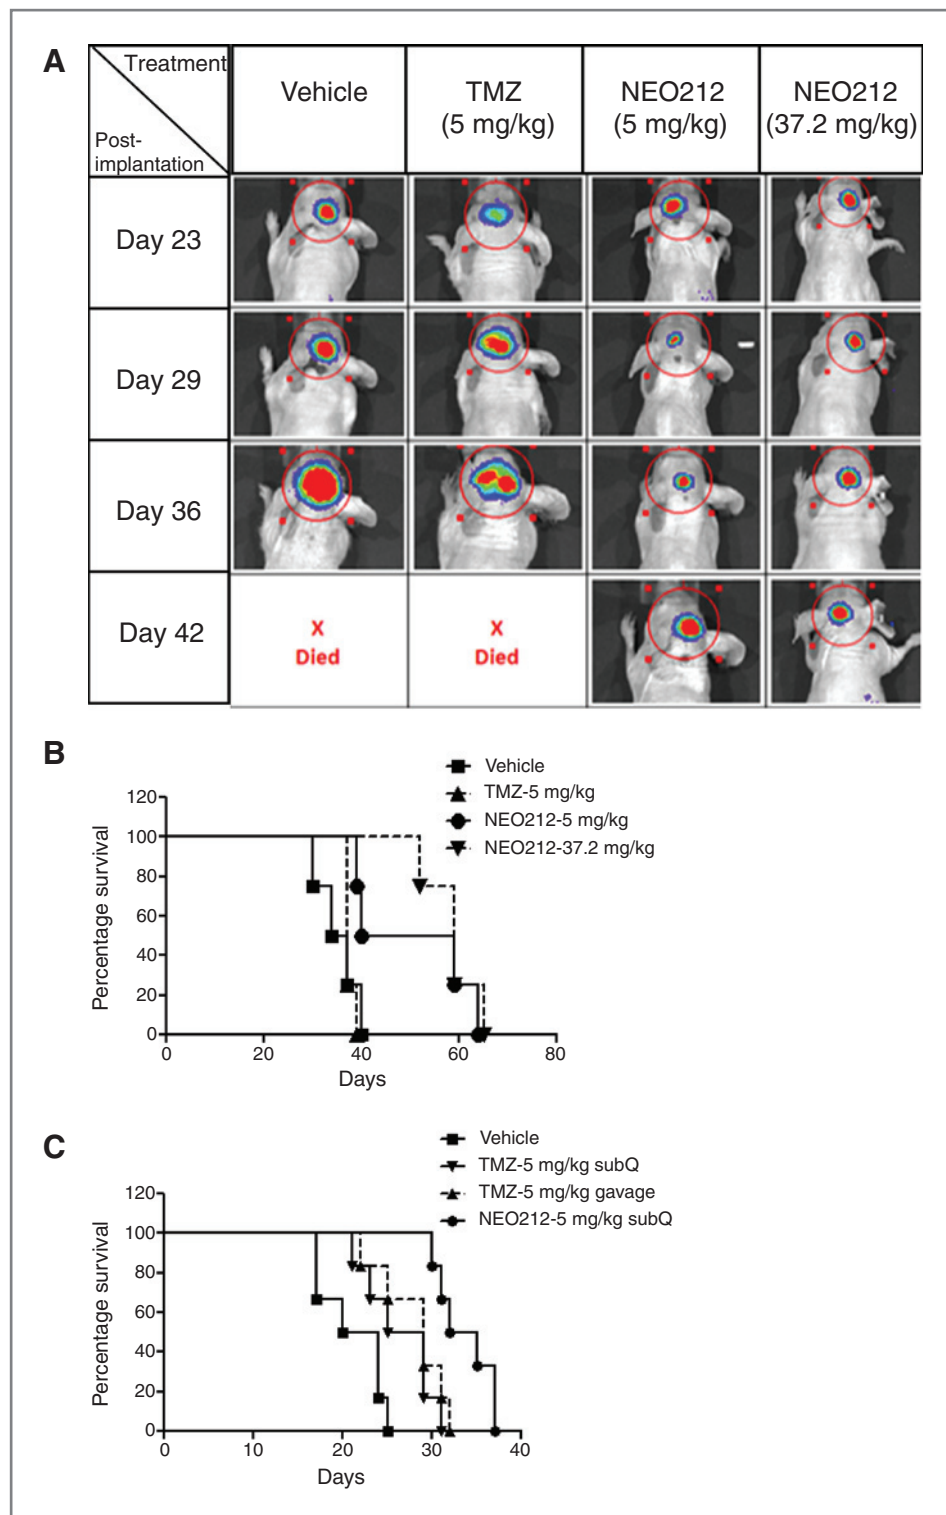 A
Treatment
Post-
implantation
Vehicle
TMZ
(5 mg/kg)
NEO212
(5 mg/kg)
NEO212
(37.2 mg/kg)
Day 23
Day 29
Day 36
Day 42
X
Died
X
Died
B
Vehicle
TMZ-5 mg/kg
NEO212-5 mg/kg
NEO212-37.2 mg/kg
Percentage survival
120
100
80
60
40
20
0
0 20 40 60 80
Days
C
Vehicle
TMZ-5 mg/kg subQ
TMZ-5 mg/kg gavage
NEO212-5 mg/kg subQ
Percentage survival
120
100
80
60
40
20
0
0 10 20 30 40
Days